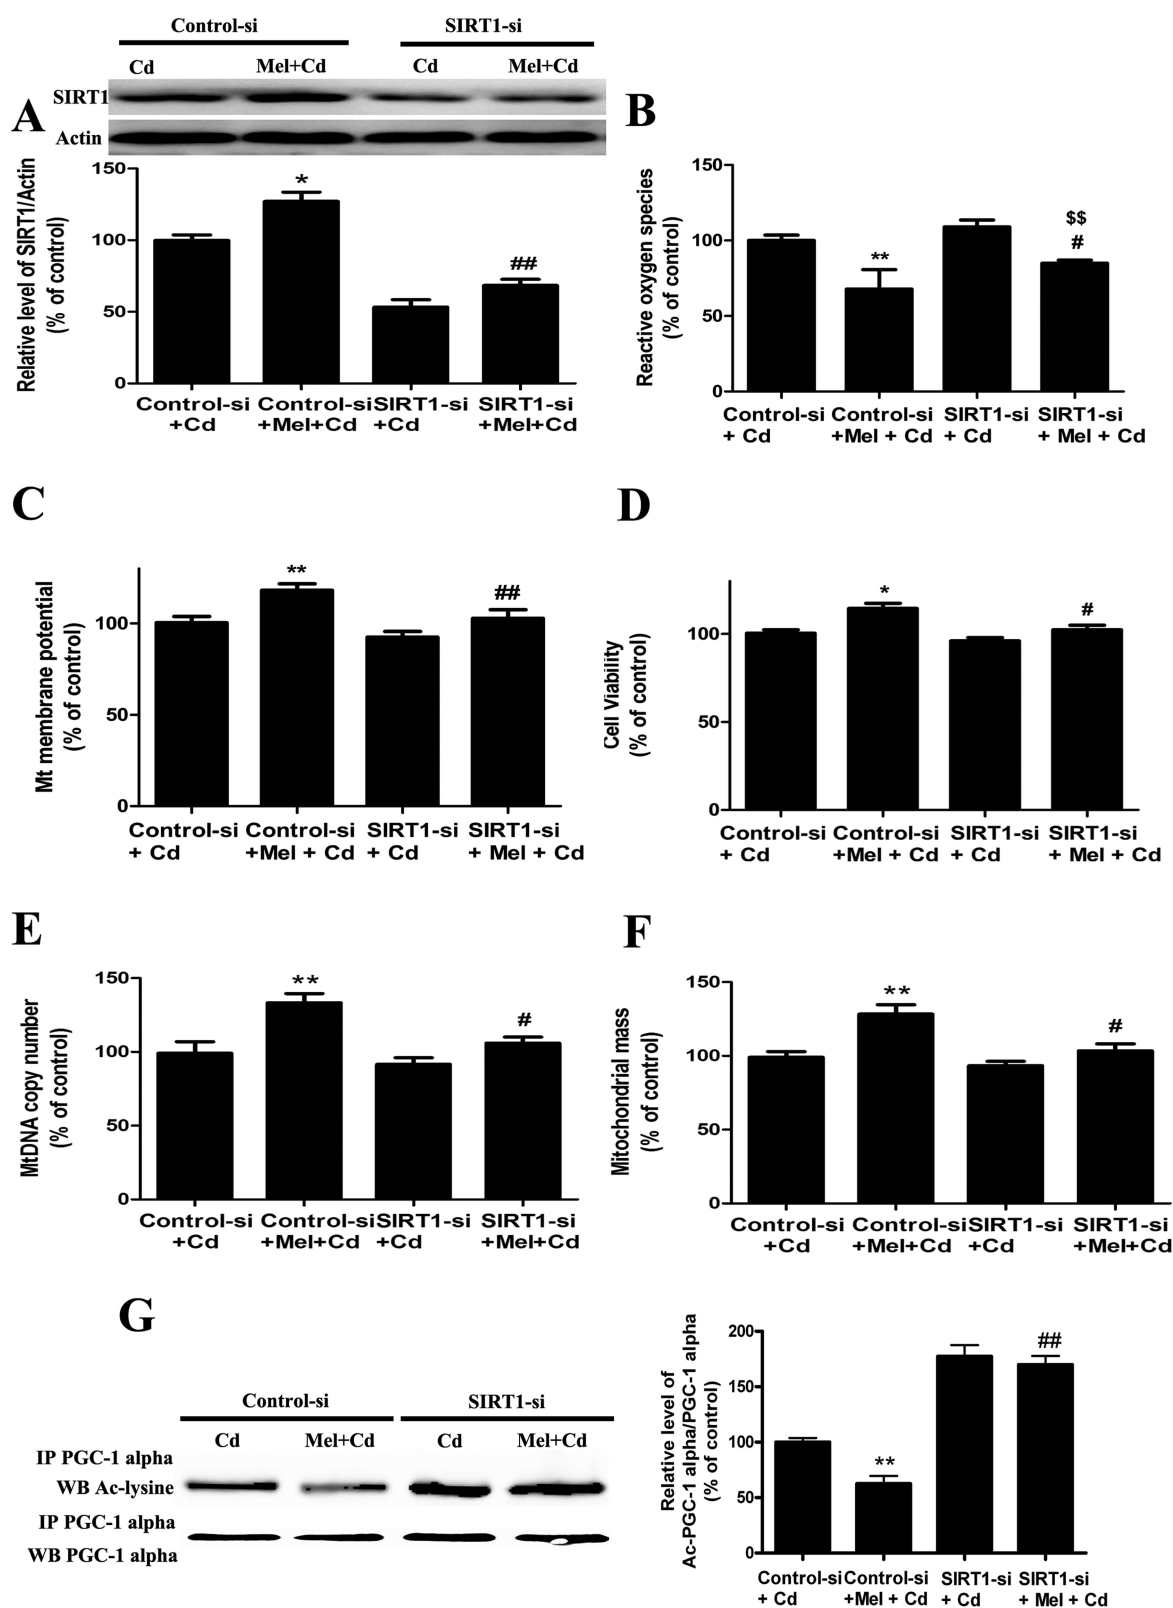 Control-si SIRT1-si
Cd Mel+Cd Cd Mel+Cd
SIRT1
A
Actin
Relative level of SIRT1/Actin
(% of control)
150
100
50
0
*
##
Control-si Control-si SIRT1-si SIRT1-si
+Cd +Mel+Cd +Cd +Mel+Cd
B
Reactive oxygen species
(% of control)
150
100
50
0
**
$$
#
Control-si Control-si SIRT1-si SIRT1-si
+ Cd +Mel + Cd + Cd + Mel + Cd
C
Mt membrane potential
(% of control)
100
50
0
**
##
Control-si Control-si SIRT1-si SIRT1-si
+ Cd +Mel + Cd + Cd + Mel + Cd
D
Cell Viability
(% of control)
100
50
0
*
#
Control-si Control-si SIRT1-si SIRT1-si
+ Cd +Mel + Cd + Cd + Mel + Cd
E
MtDNA copy number
(% of control)
150
100
50
0
**
#
Control-si Control-si SIRT1-si SIRT1-si
+Cd +Mel+Cd +Cd +Mel+Cd
F
Mitochondrial mass
(% of control)
150
100
50
0
**
#
Control-si Control-si SIRT1-si SIRT1-si
+Cd +Mel+Cd +Cd +Mel+Cd
G
Control-si SIRT1-si
Cd Mel+Cd Cd Mel+Cd
IP PGC-1 alpha
WB Ac-lysine
IP PGC-1 alpha
WB PGC-1 alpha
Relative level of
Ac-PGC-1 alpha/PGC-1 alpha
(% of control)
200
150
100
50
0
**
##
Control-si Control-si SIRT1-si SIRT1-si
+ Cd +Mel + Cd + Cd + Mel + Cd